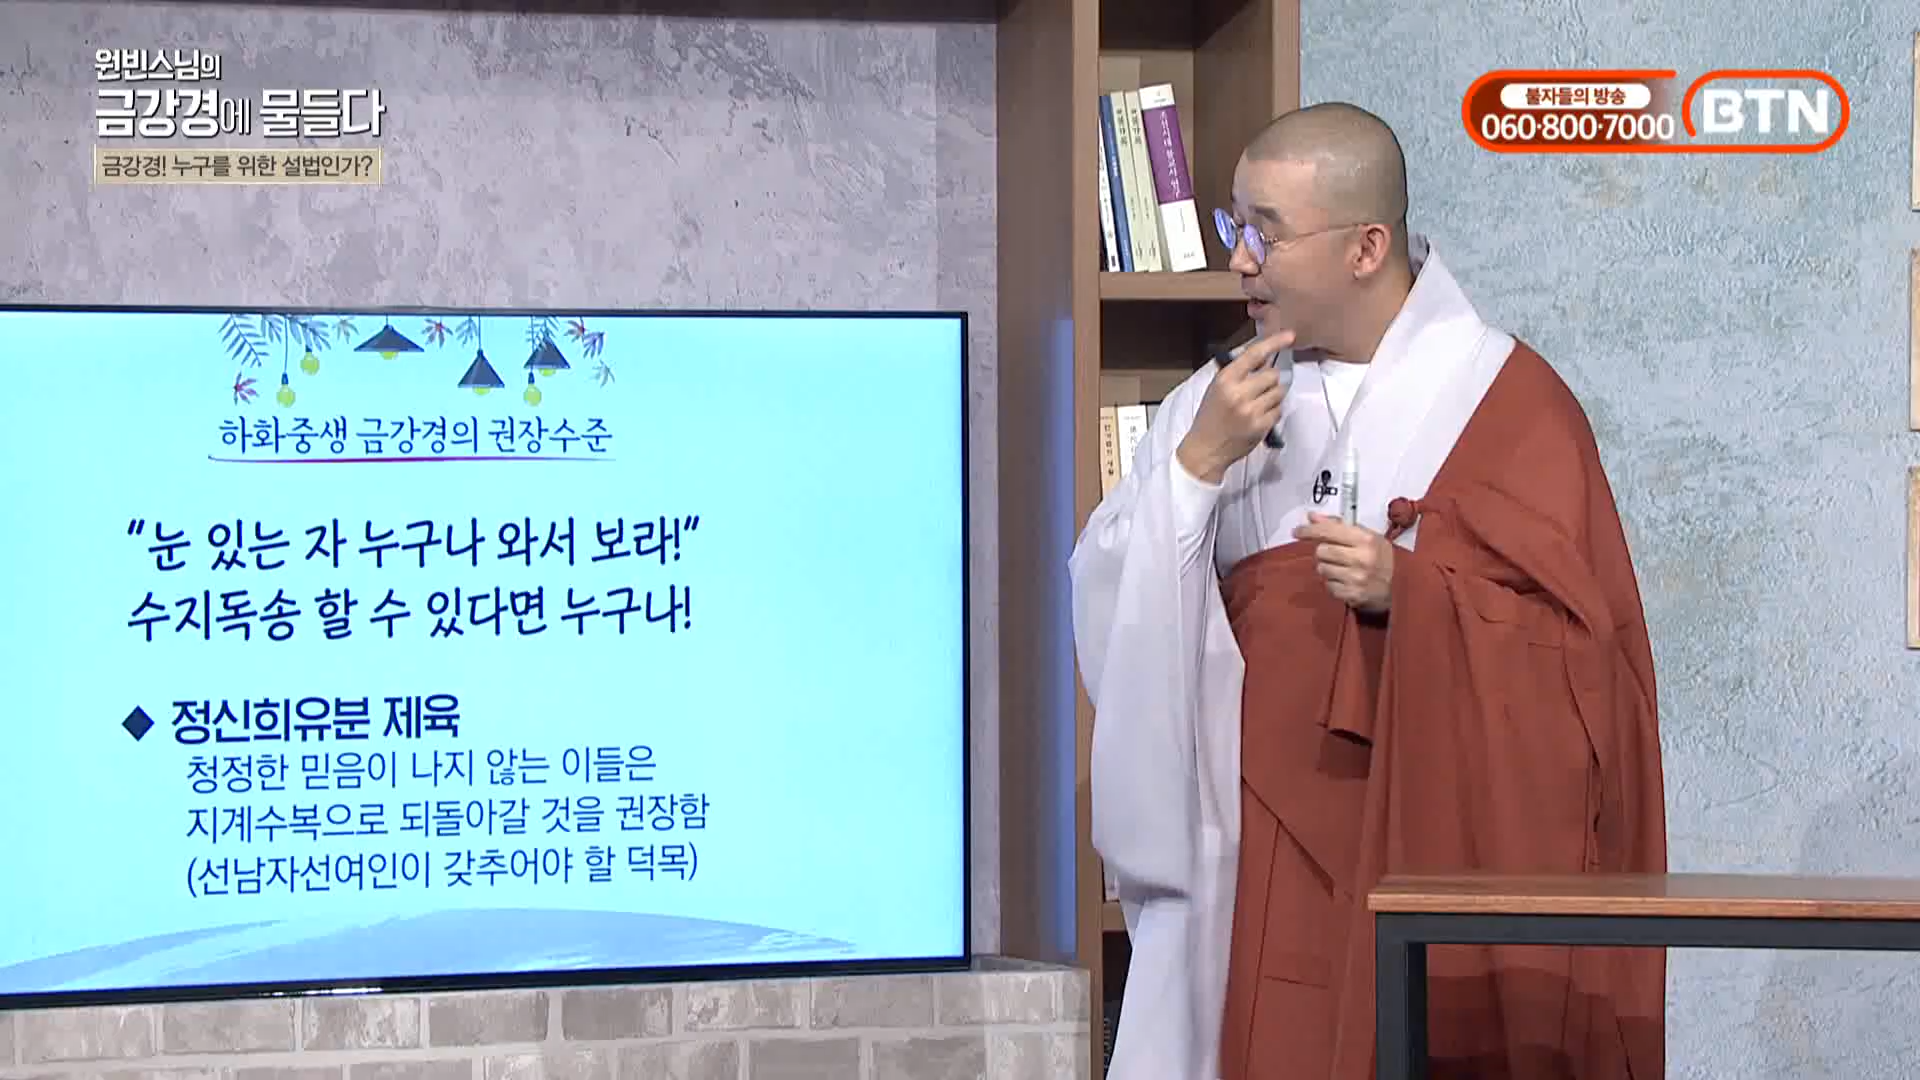 원빈스님의
금강경에 물들다
금강경! 누구를 위한 설법인가?
불자들의 방송
060·800·7000
BTN
하화중생 금강경의 권장수준
"눈 있는 자 누구나 와서 보라!"
수지독송 할 수 있다면 누구나!
◆ 정신희유분 제육
청정한 믿음이 나지 않는 이들은
지계수복으로 되돌아갈 것을 권장함
(선남자선여인이 갖추어야 할 덕목)